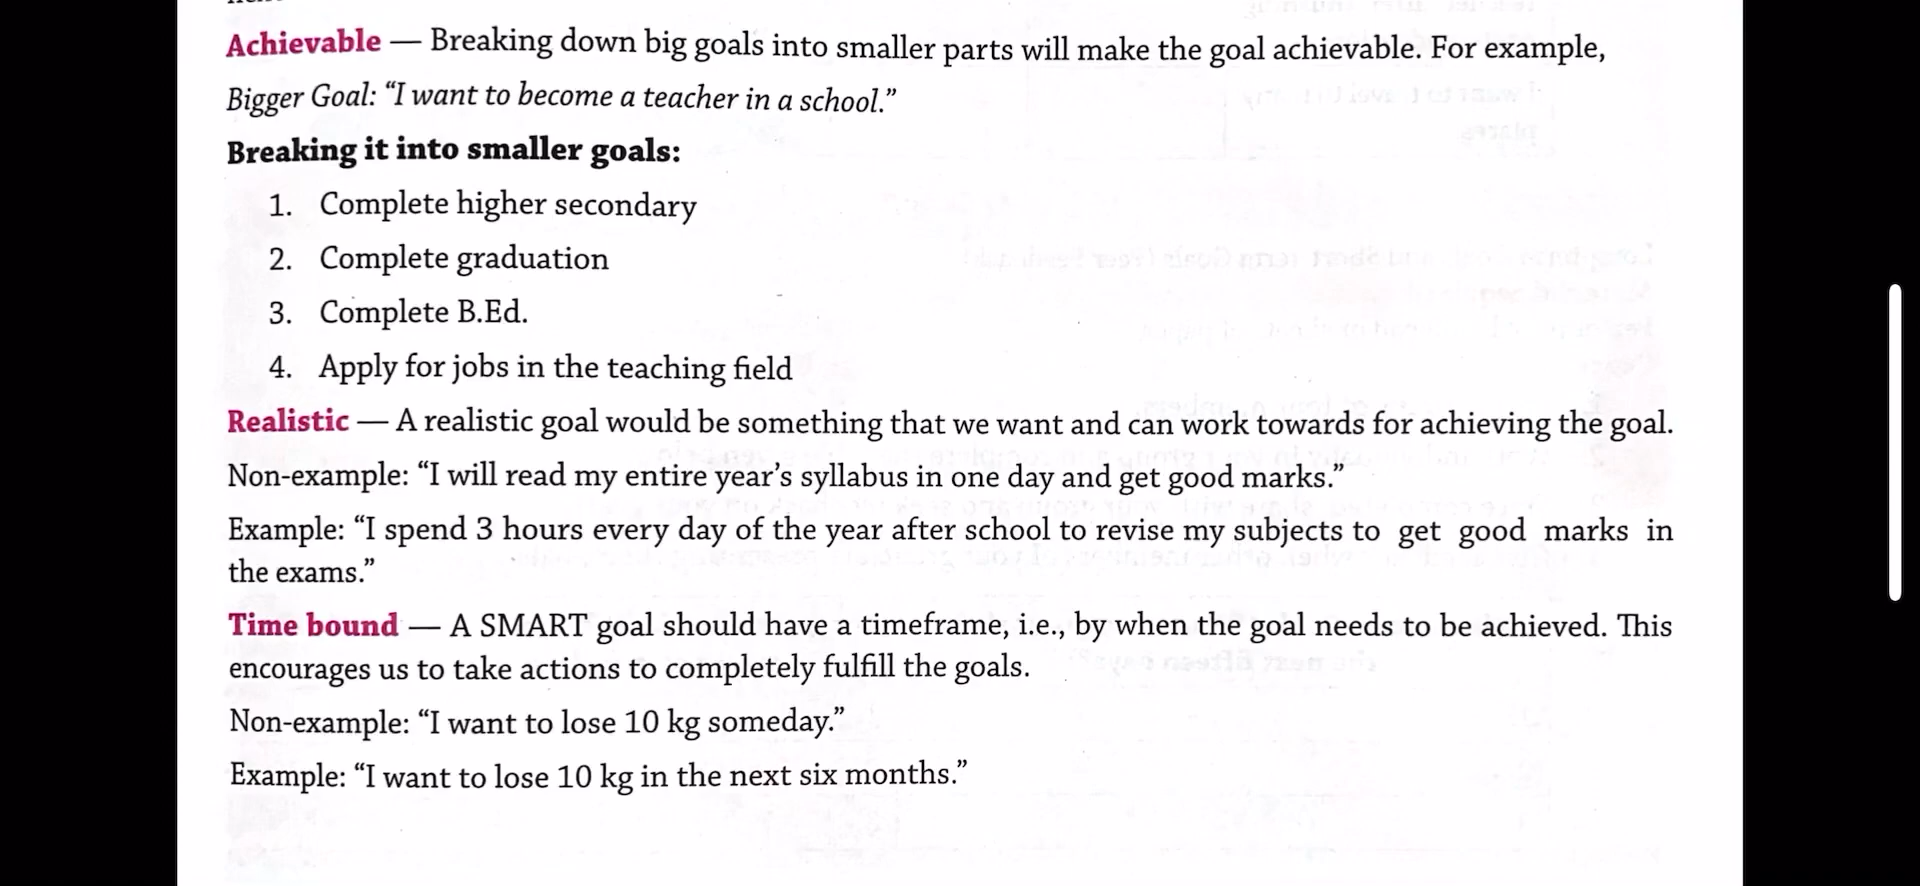 Achievable — Breaking down big goals into smaller parts will make the goal achievable. For example,
Bigger Goal: “I want to become a teacher in a school.”
Breaking it into smaller goals:
1. Complete higher secondary
2. Complete graduation
3. Complete B.Ed.
4. Apply for jobs in the teaching field
Realistic — A realistic goal would be something that we want and can work towards for achieving the goal.
Non-example: “I will read my entire year’s syllabus in one day and get good marks.”
Example: “I spend 3 hours every day of the year after school to revise my subjects to get good marks in
the exams.”
Time bound — A SMART goal should have a timeframe, i.e., by when the goal needs to be achieved. This
encourages us to take actions to completely fulfill the goals.
Non-example: “I want to lose 10 kg someday.”
Example: “I want to lose 10 kg in the next six months.”